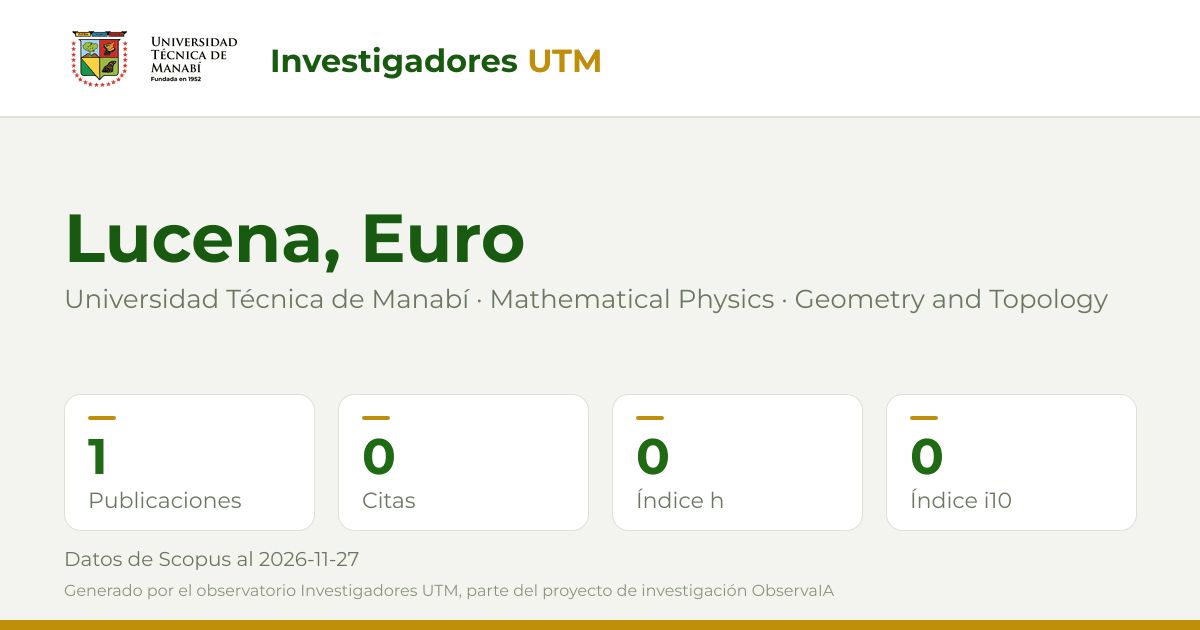 UNIVERSIDAD
TÉCNICA DE
MANABÍ
Fundada en 1952
Investigadores UTM
Lucena, Euro
Universidad Técnica de Manabí · Mathematical Physics · Geometry and Topology
1
Publicaciones
0
Citas
0
Índice h
0
Índice i10
Datos de Scopus al 2026-11-27
Generado por el observatorio Investigadores UTM, parte del proyecto de investigación ObservaIA